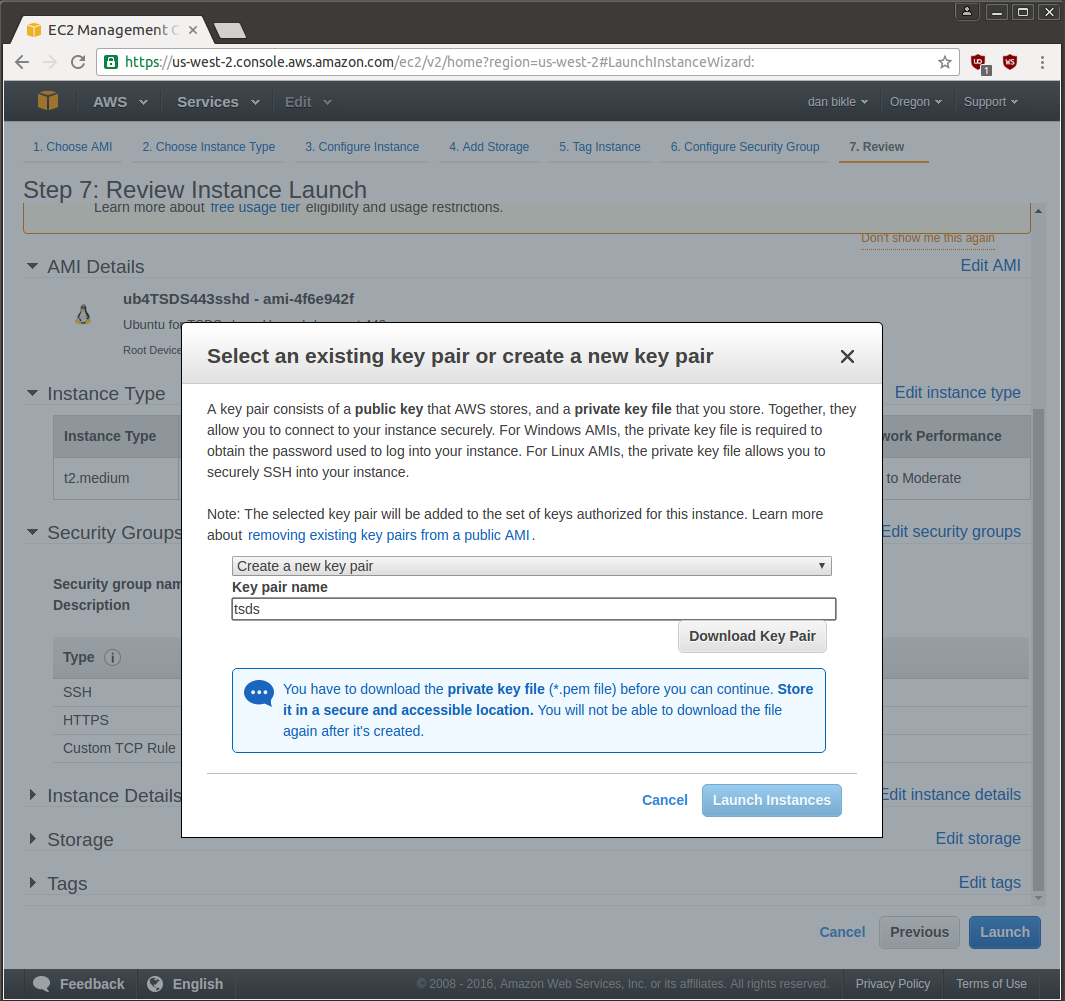 EC2 Management C
https://us-west-2.console.aws.amazon.com/ec2/v2/home?region=us-west-2#LaunchInstanceWizard:
1
AWS Services Edit dan bikle Oregon Support
1. Choose AMI 2. Choose Instance Type 3. Configure Instance 4. Add Storage 5. Tag Instance 6. Configure Security Group 7. Review
Step 7: Review Instance Launch
Learn more about free usage tier eligibility and usage restrictions.
Don't show me this again
AMI Details Edit AMI
ub4TSDS443sshd - ami-4f6e942f
Ubuntu for
Root Device
Select an existing key pair or create a new key pair
Instance Type Edit instance type
Instance Type work Performance
t2.medium to Moderate
A key pair consists of a public key that AWS stores, and a private key file that you store. Together, they
allow you to connect to your instance securely. For Windows AMIs, the private key file is required to
obtain the password used to log into your instance. For Linux AMIs, the private key file allows you to
securely SSH into your instance.
Note: The selected key pair will be added to the set of keys authorized for this instance. Learn more
about removing existing key pairs from a public AMI.
Security Groups Edit security groups
Create a new key pair
Key pair name
tsds
Download Key Pair
Security group nam
Description
Type
SSH
HTTPS
Custom TCP Rule
You have to download the private key file (*.pem file) before you can continue. Store
it in a secure and accessible location. You will not be able to download the file
again after it's created.
Cancel Launch Instances
Instance Details Edit instance details
Storage Edit storage
Tags Edit tags
Cancel Previous Launch
Feedback English © 2008 - 2016, Amazon Web Services, Inc. or its affiliates. All rights reserved. Privacy Policy Terms of Use